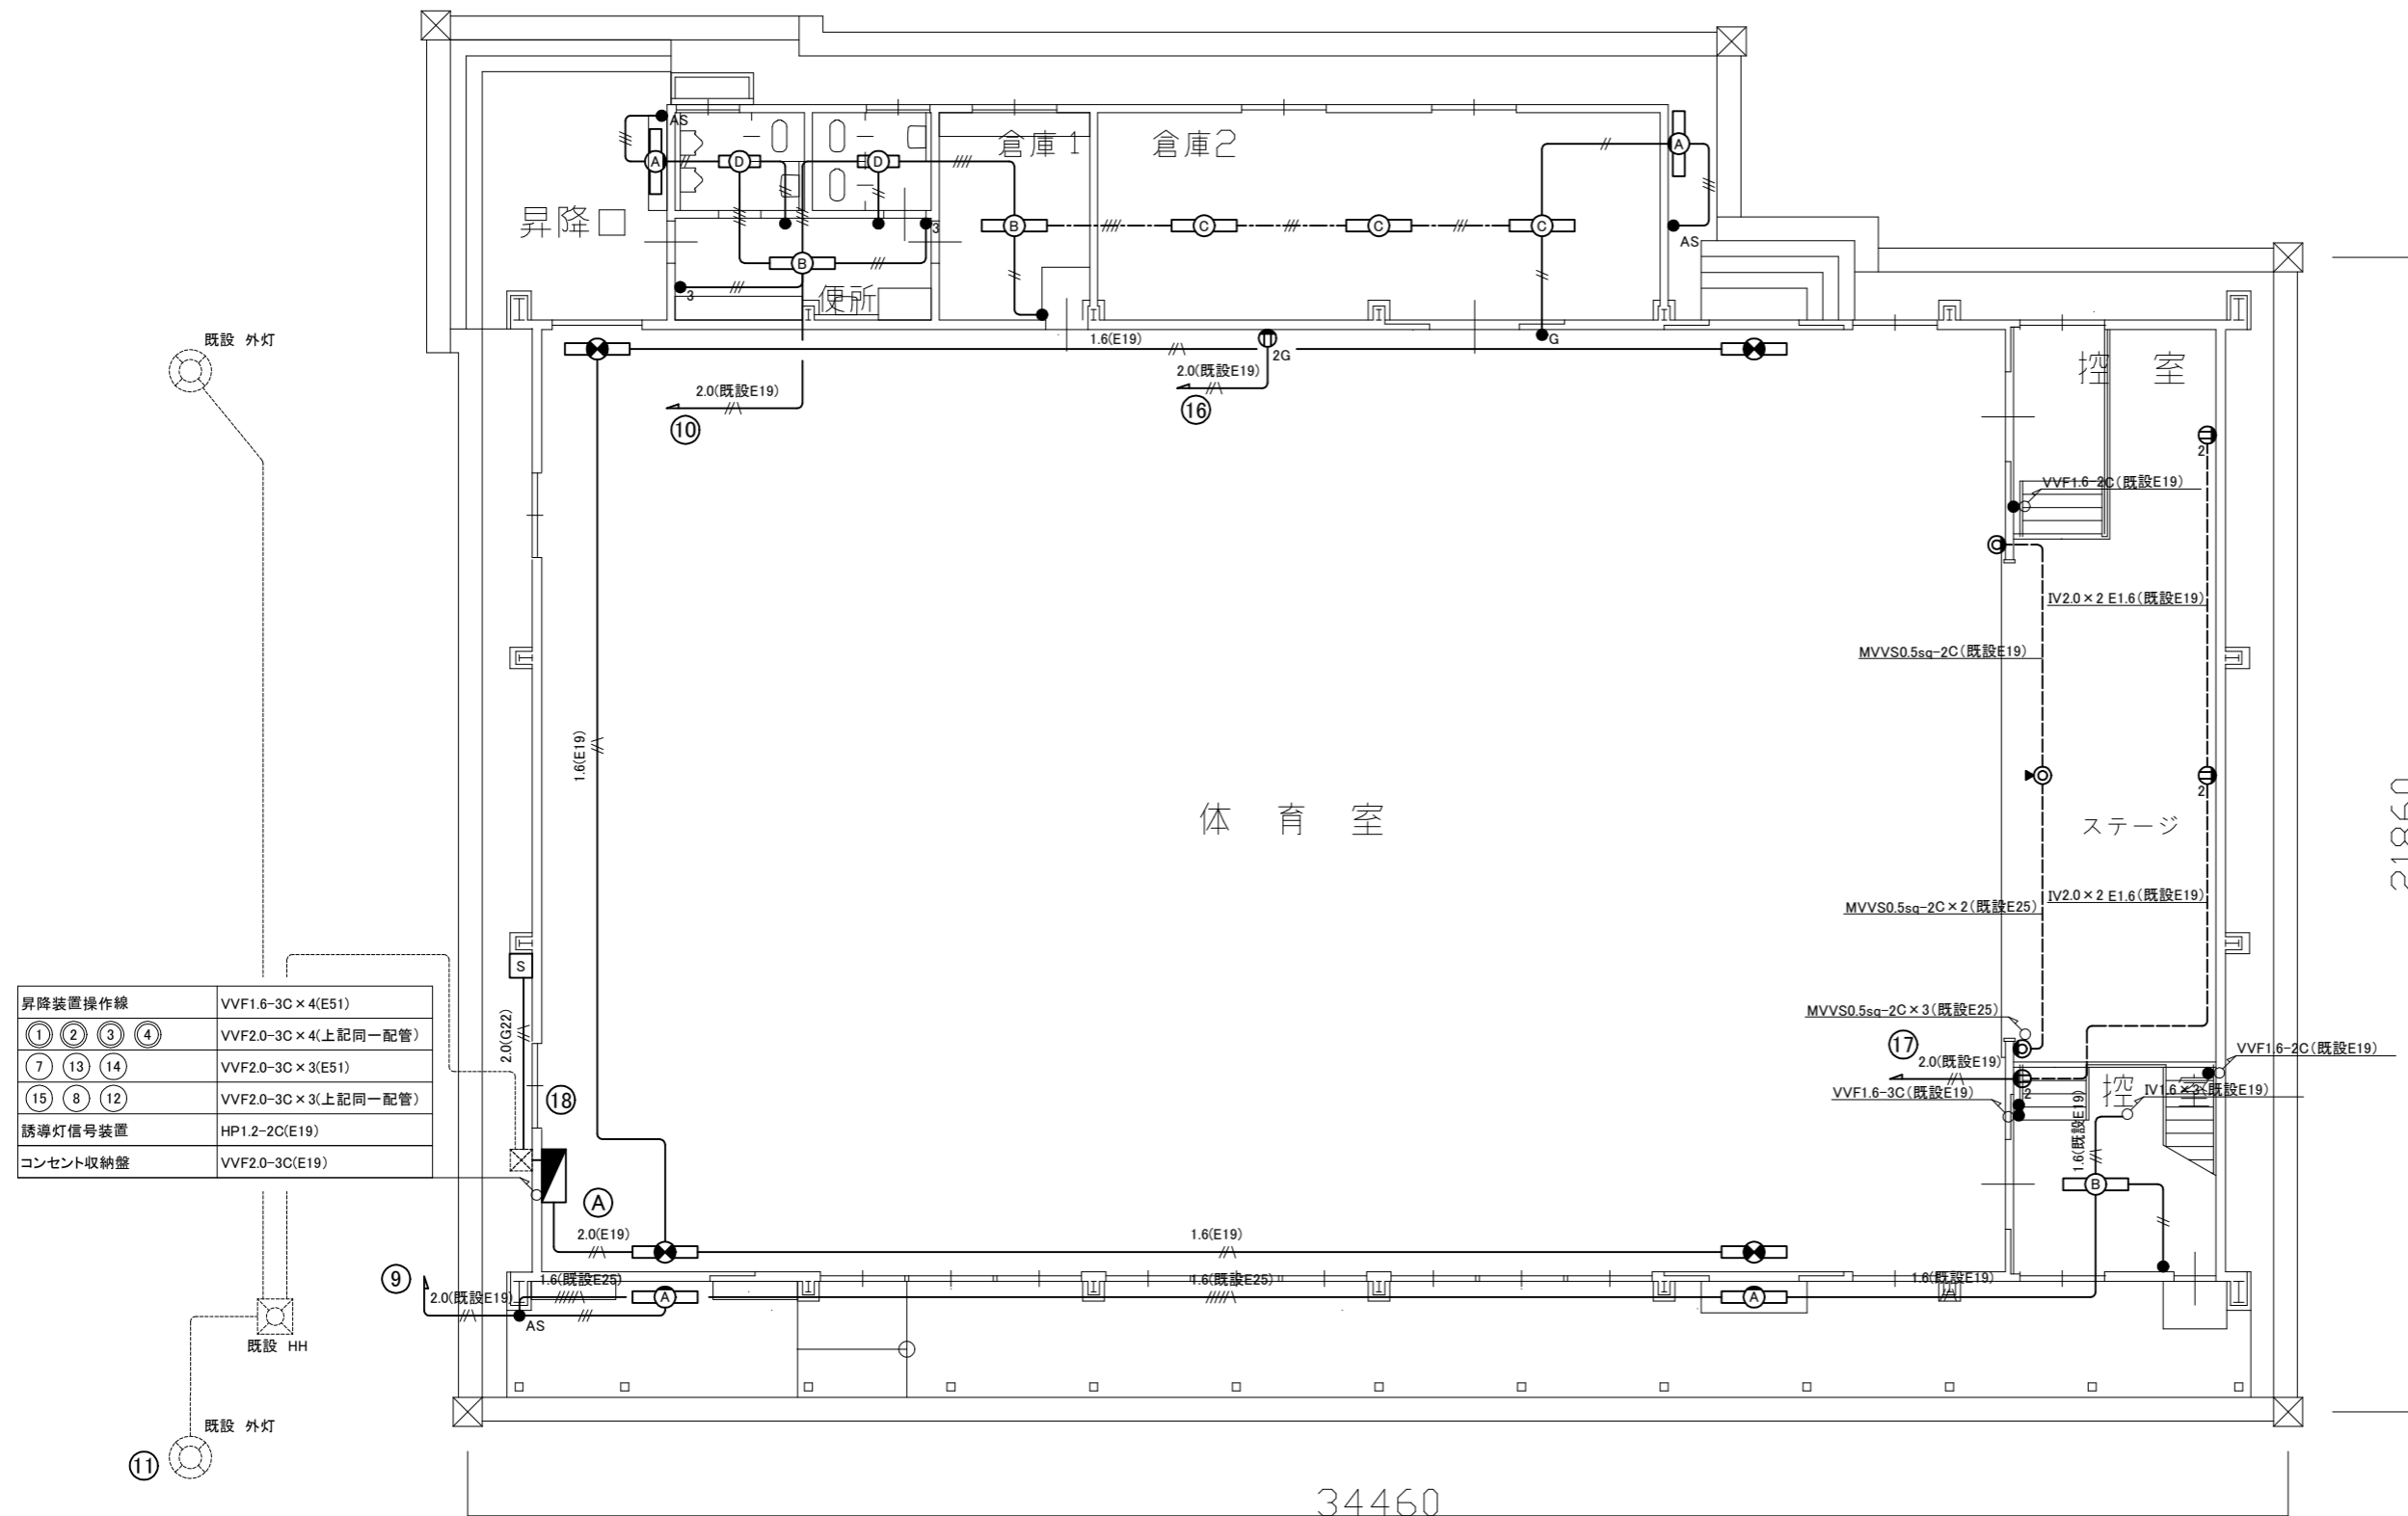 AS
A
D
D
倉庫1
倉庫2
A
昇降口
3
B
C
C
C
AS
B
3
便所
既設 外灯
1.6(E19)
G
2G
控 室
2.0(既設E19)
2.0(既設E19)
10
16
2
VVF1.6-2C(既設E19)
IV2.0×2 E1.6(既設E19)
MVVS0.5sq-2C(既設E19)
1.6(E19)
2
体 育 室
ステージ
21860
IV2.0×2 E1.6(既設E19)
MVVS0.5sq-2C×2(既設E25)
S
昇降装置操作線 VVF1.6-3C×4(E51)
1 2 3 4 VVF2.0-3C×4(上記同一配管)
7 13 14 VVF2.0-3C×3(E51)
15 8 12 VVF2.0-3C×3(上記同一配管)
誘導灯信号装置 HP1.2-2C(E19)
コンセント収納盤 VVF2.0-3C(E19)
2.0(G22)
MVVS0.5sq-2C×3(既設E25)
17
2.0(既設E19)
VVF1.6-2C(既設E19)
18
VVF1.6-3C(既設E19)
2
控 室
IV1.6×3(既設E19)
1.6(既設E19)
B
A
2.0(E19)
1.6(E19)
9
1.6(既設E25)
1.6(既設E25)
1.6(既設E19)
2.0(既設E19)
A
A
AS
既設 HH
既設 外灯
11
34460